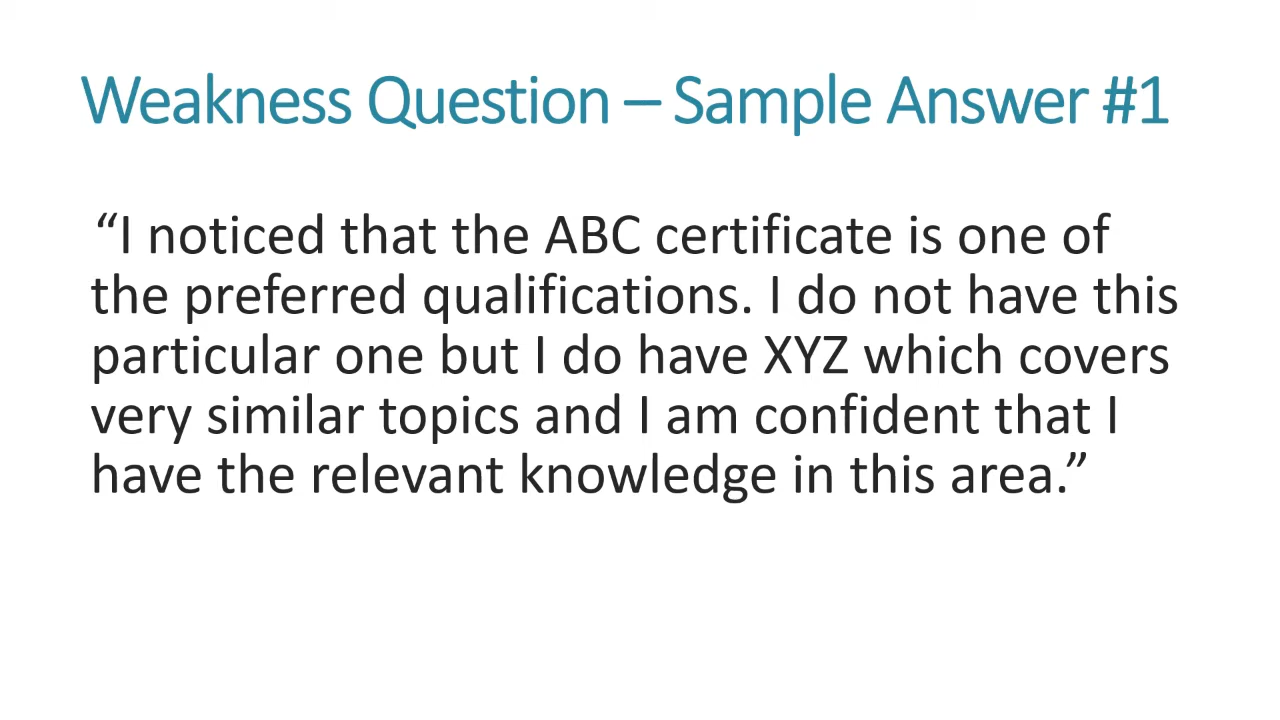 Weakness Question – Sample Answer #1
“I noticed that the ABC certificate is one of
the preferred qualifications. I do not have this
particular one but I do have XYZ which covers
very similar topics and I am confident that I
have the relevant knowledge in this area.”